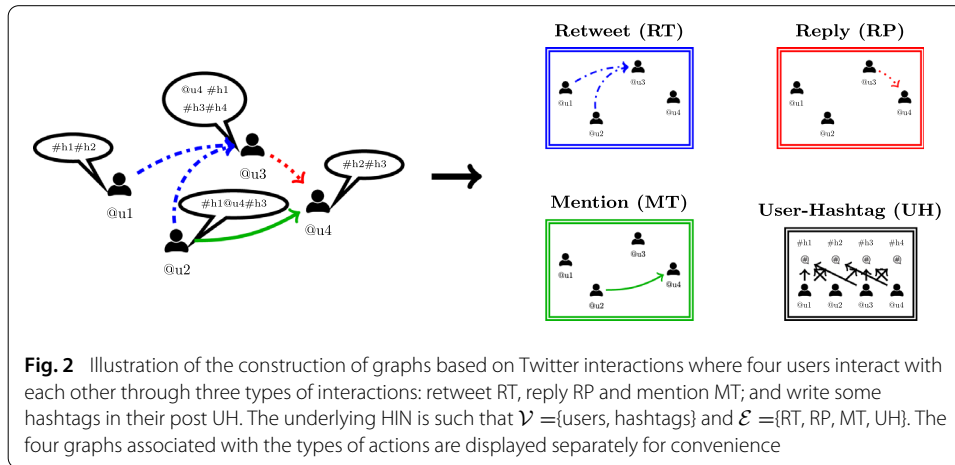 @u4 #h1
#h3#h4
#h1#h2
@u3
#h2#h3
@u1
#h1@u4#h3
@u4
@u2
Retweet (RT)
@u3
@u1
@u4
@u2
Reply (RP)
@u3
@u1
@u4
@u2
Mention (MT)
@u3
@u1
@u4
@u2
User-Hashtag (UH)
#h1 #h2 #h3 #h4
@u1 @u2 @u3 @u4
Fig. 2 Illustration of the construction of graphs based on Twitter interactions where four users interact with
each other through three types of interactions: retweet RT, reply RP and mention MT; and write some
hashtags in their post UH. The underlying HIN is such that 𝒱 ={users, hashtags} and ℰ ={RT, RP, MT, UH}. The
four graphs associated with the types of actions are displayed separately for convenience